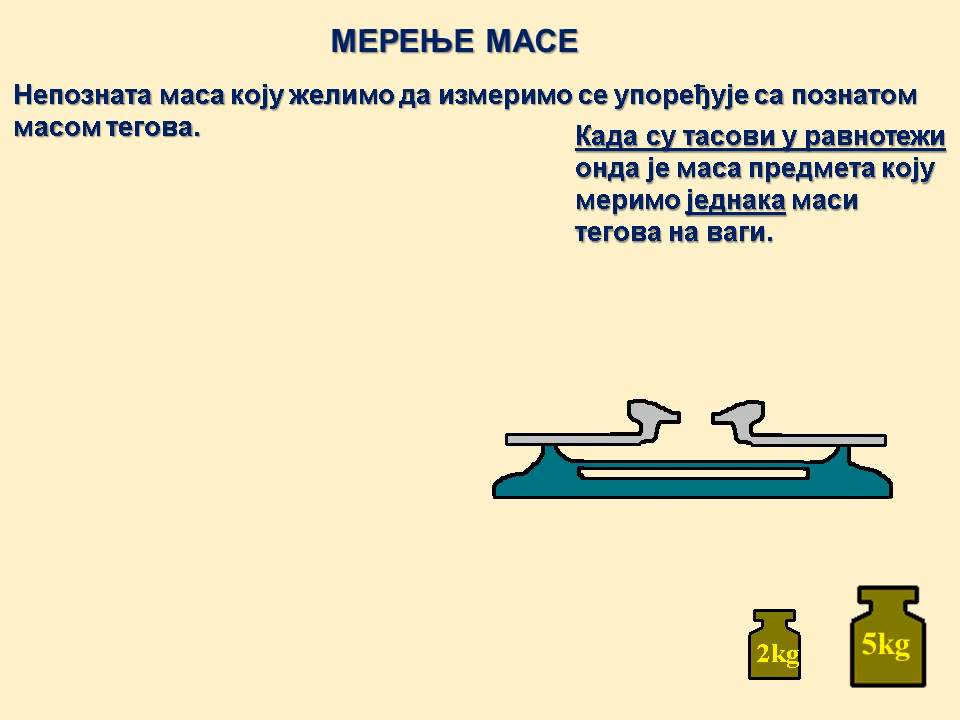 МЕРЕЊЕ МАСЕ
Непозната маса коју желимо да измеримо се упоређује са познатом
масом тегова.
Када су тасови у равнотежи
онда је маса предмета коју
меримо једнака маси
тегова на ваги.
2kg
5kg